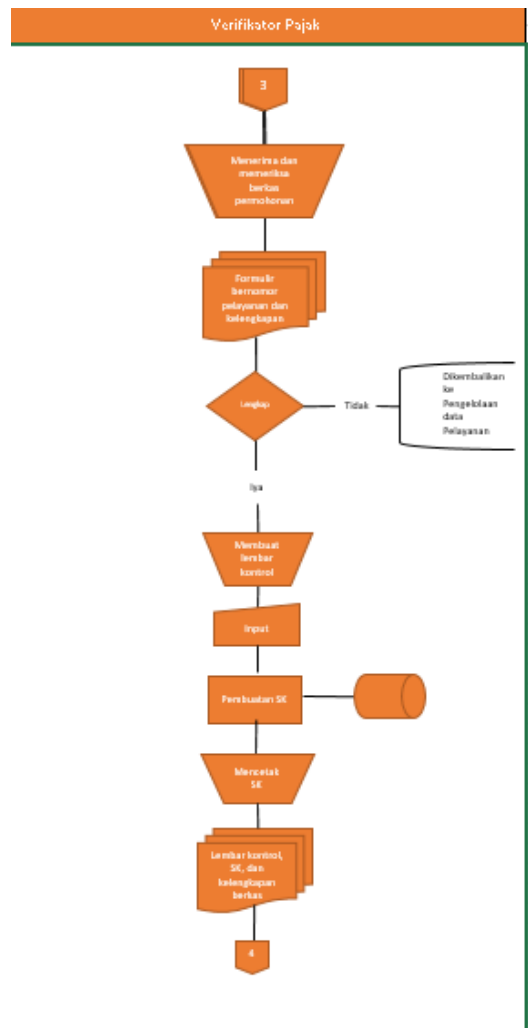 Verifikator Pajak
3
Menerima dan
memeriksa
berkas
permohonan
Formulir
bernomor
pelayanan dan
kelengkapan
Lengkap
Tidak
Dikembalikan
ke
Pengelolaan
data
Pelayanan
Iya
Membuat
lembar
kontrol
Input
Pembuatan SK
Mencetak
SK
Lembar kontrol,
SK, dan
kelengkapan
berkas
4